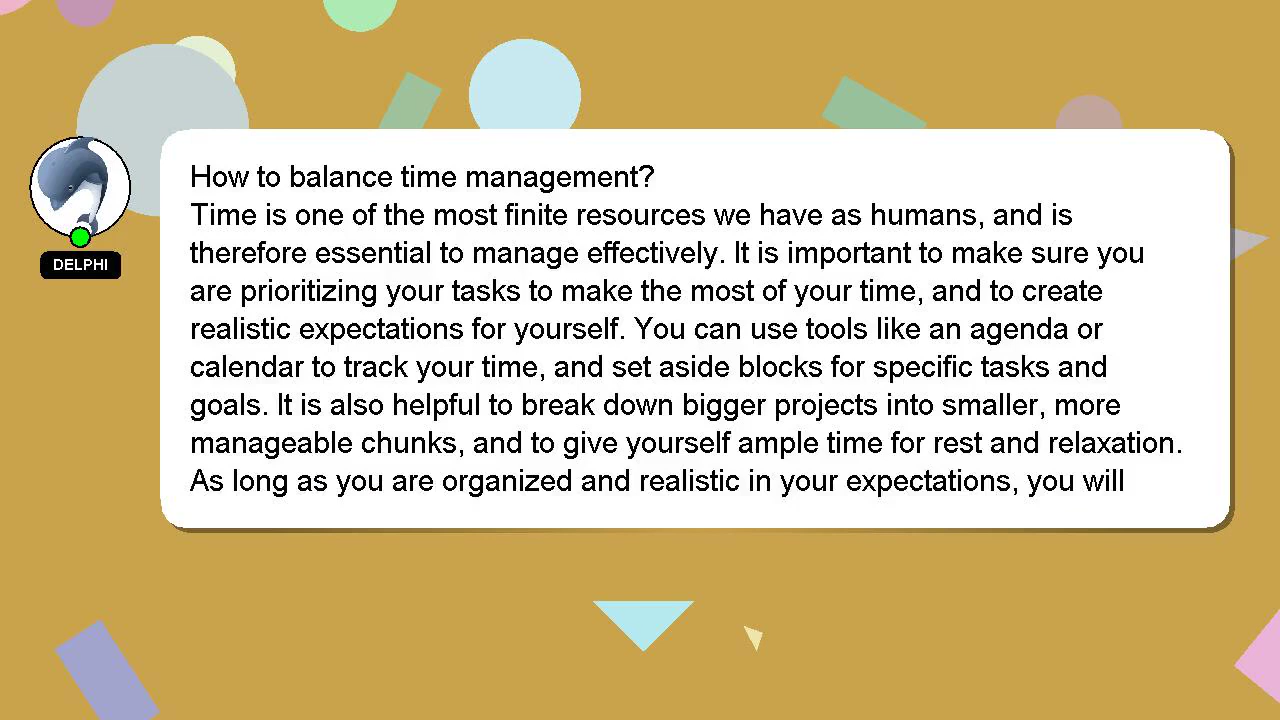 How to balance time management?
Time is one of the most finite resources we have as humans, and is
therefore essential to manage effectively. It is important to make sure you
are prioritizing your tasks to make the most of your time, and to create
realistic expectations for yourself. You can use tools like an agenda or
calendar to track your time, and set aside blocks for specific tasks and
goals. It is also helpful to break down bigger projects into smaller, more
manageable chunks, and to give yourself ample time for rest and relaxation.
As long as you are organized and realistic in your expectations, you will
DELPHI